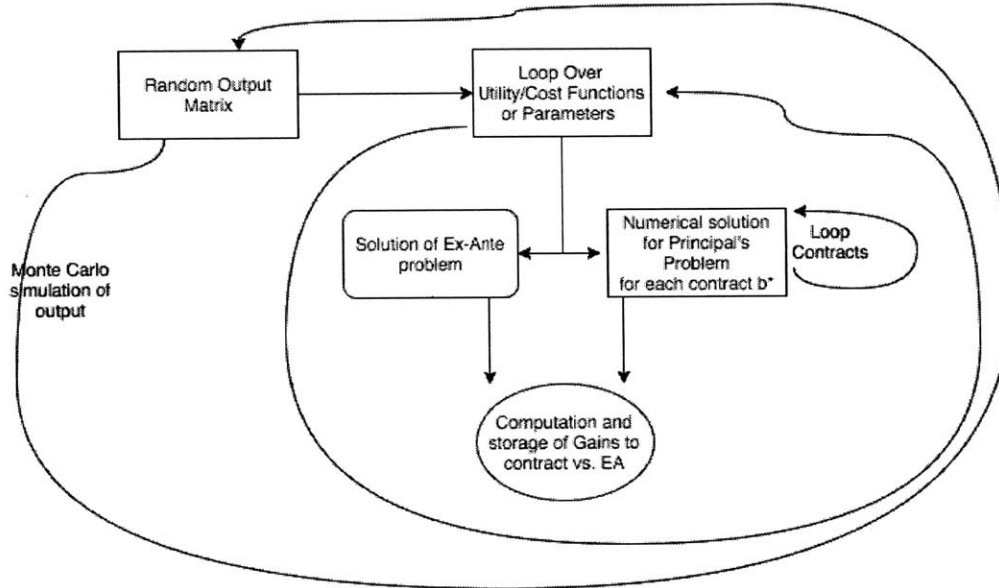 Random Output
Matrix
Loop Over
Utility/Cost Functions
or Parameters
Solution of Ex-Ante
problem
Numerical solution
for Principal's
Problem
for each contract b*
Loop
Contracts
Monte Carlo
simulation of
output
Computation and
storage of Gains to
contract vs. EA